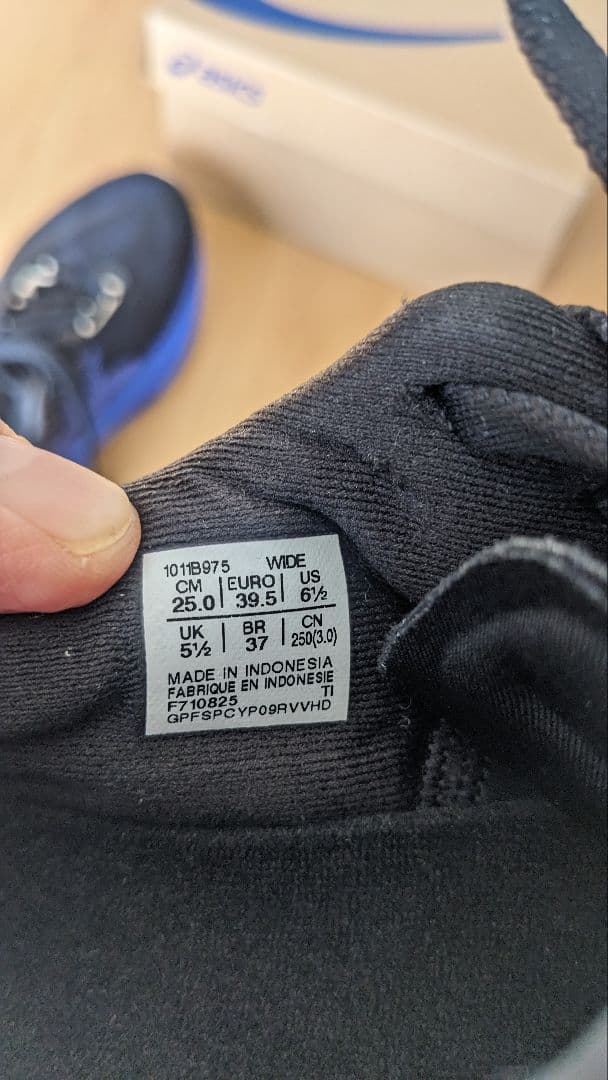 asics
1011B975 WIDE
CM EURO US
25.0 39.5 6½
UK BR CN
5½ 37 250(3.0)
MADE IN INDONESIA
FABRIQUE EN INDONESIE
F710825 TI
GPFSPCYP09RVVHD